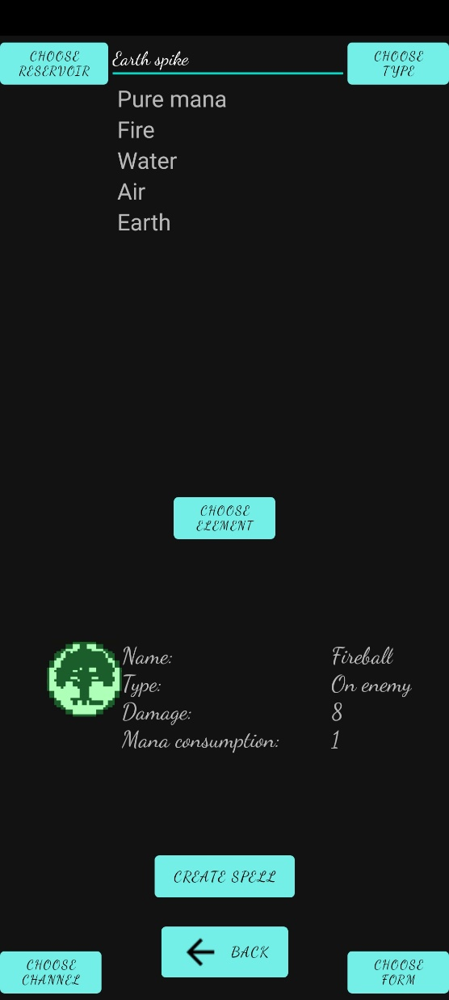 CHOOSE
RESERVOIR
Earth spike
CHOOSE
TYPE
Pure mana
Fire
Water
Air
Earth
CHOOSE
ELEMENT
Name: Fireball
Type: On enemy
Damage: 8
Mana consumption: 1
CREATE SPELL
BACK
CHOOSE
CHANNEL
CHOOSE
FORM